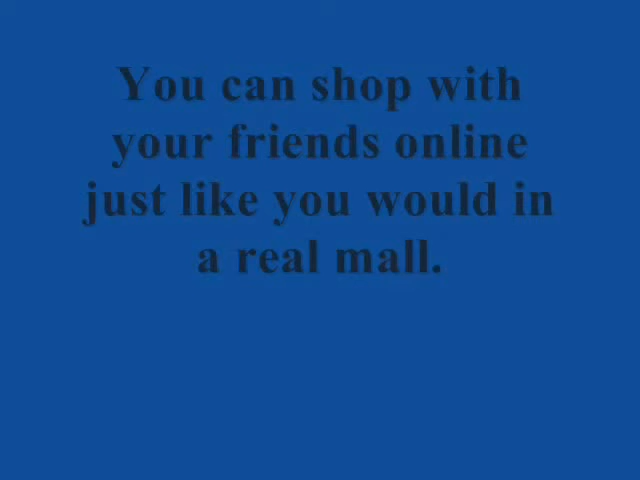 You can shop with
your friends online
just like you would in
a real mall.